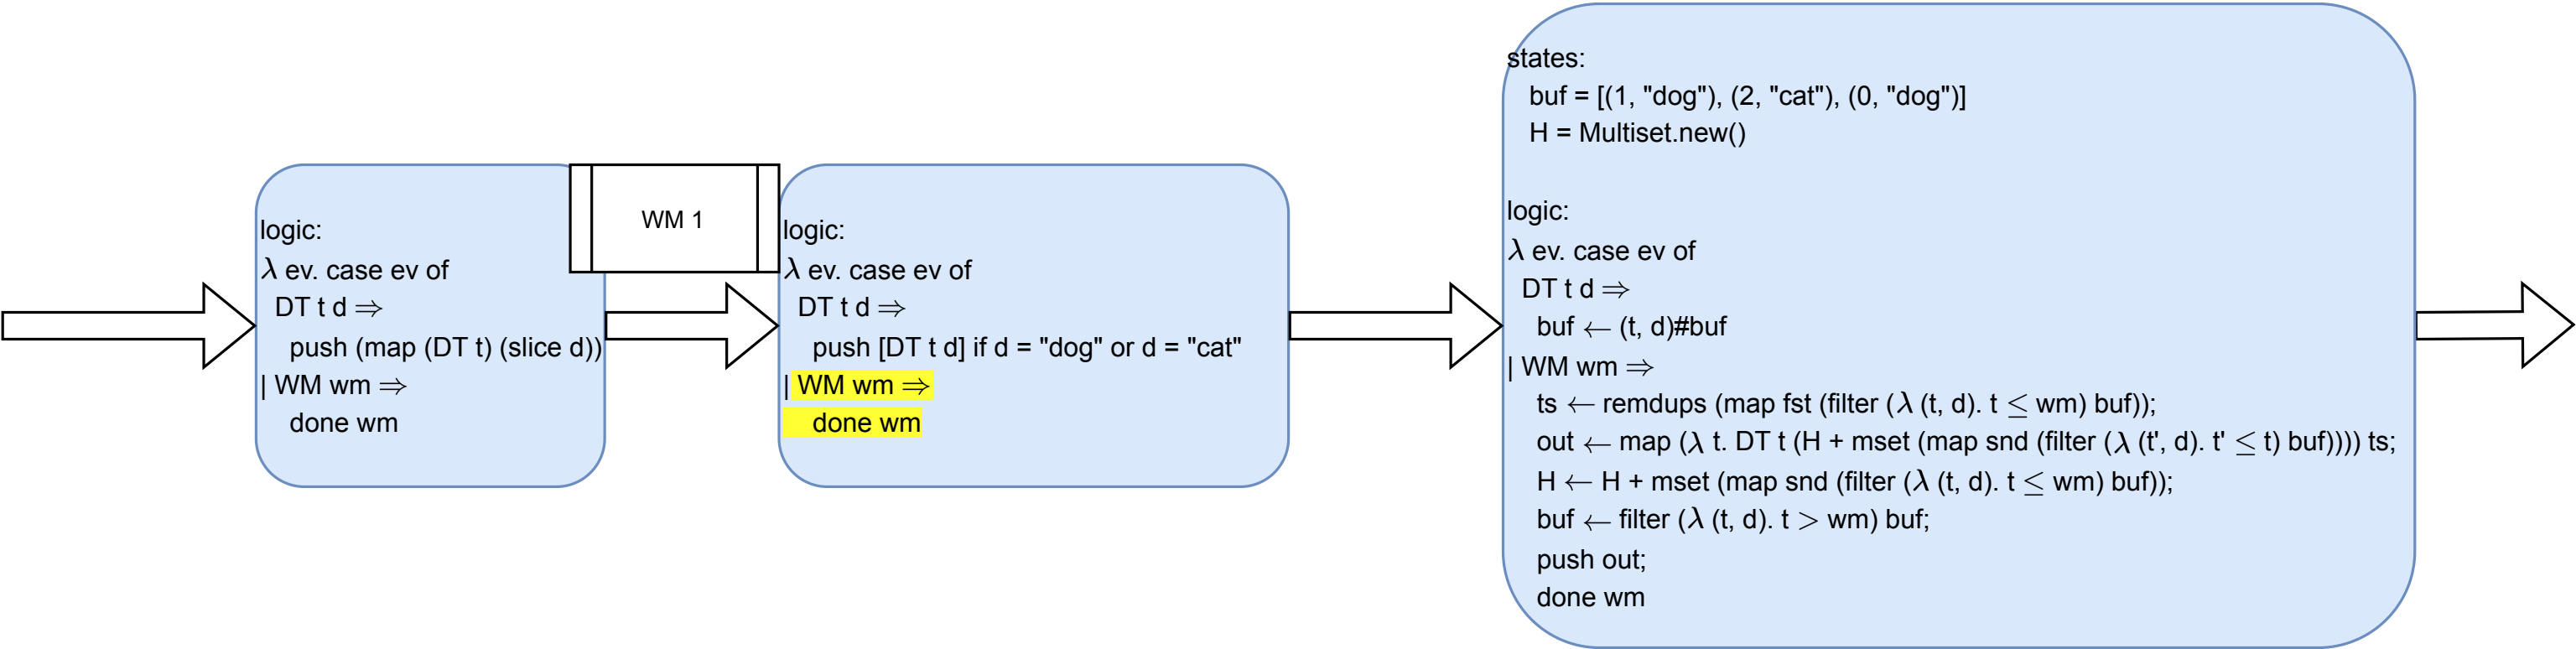 logic:
λ ev. case ev of
DT t d ⇒
push (map (DT t) (slice d))
| WM wm ⇒
done wm
WM 1
logic:
λ ev. case ev of
DT t d ⇒
push [DT t d] if d = "dog" or d = "cat"
| WM wm ⇒
done wm
states:
buf = [(1, "dog"), (2, "cat"), (0, "dog")]
H = Multiset.new()
logic:
λ ev. case ev of
DT t d ⇒
buf ← (t, d)#buf
| WM wm ⇒
ts ← remdups (map fst (filter (λ (t, d). t ≤ wm) buf));
out ← map (λ t. DT t (H + mset (map snd (filter (λ (t', d). t' ≤ t) buf)))) ts;
H ← H + mset (map snd (filter (λ (t, d). t ≤ wm) buf));
buf ← filter (λ (t, d). t > wm) buf;
push out;
done wm